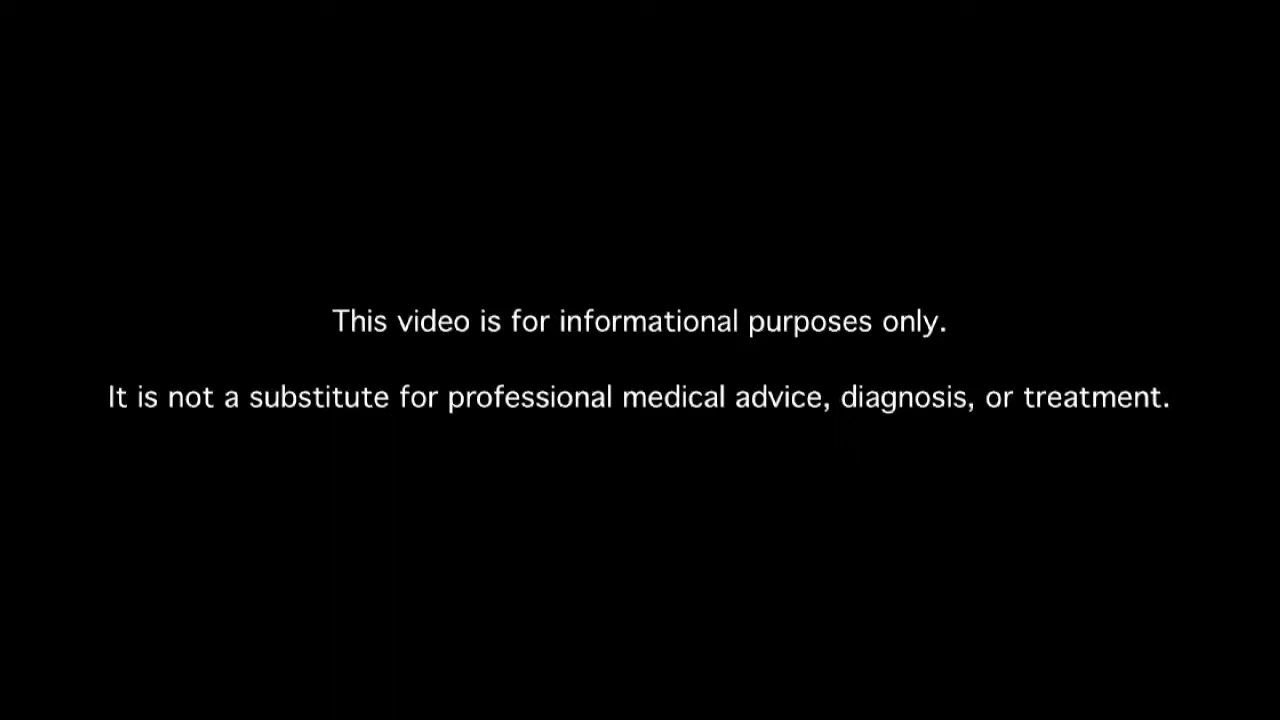 This video is for informational purposes only.
It is not a substitute for professional medical advice, diagnosis, or treatment.